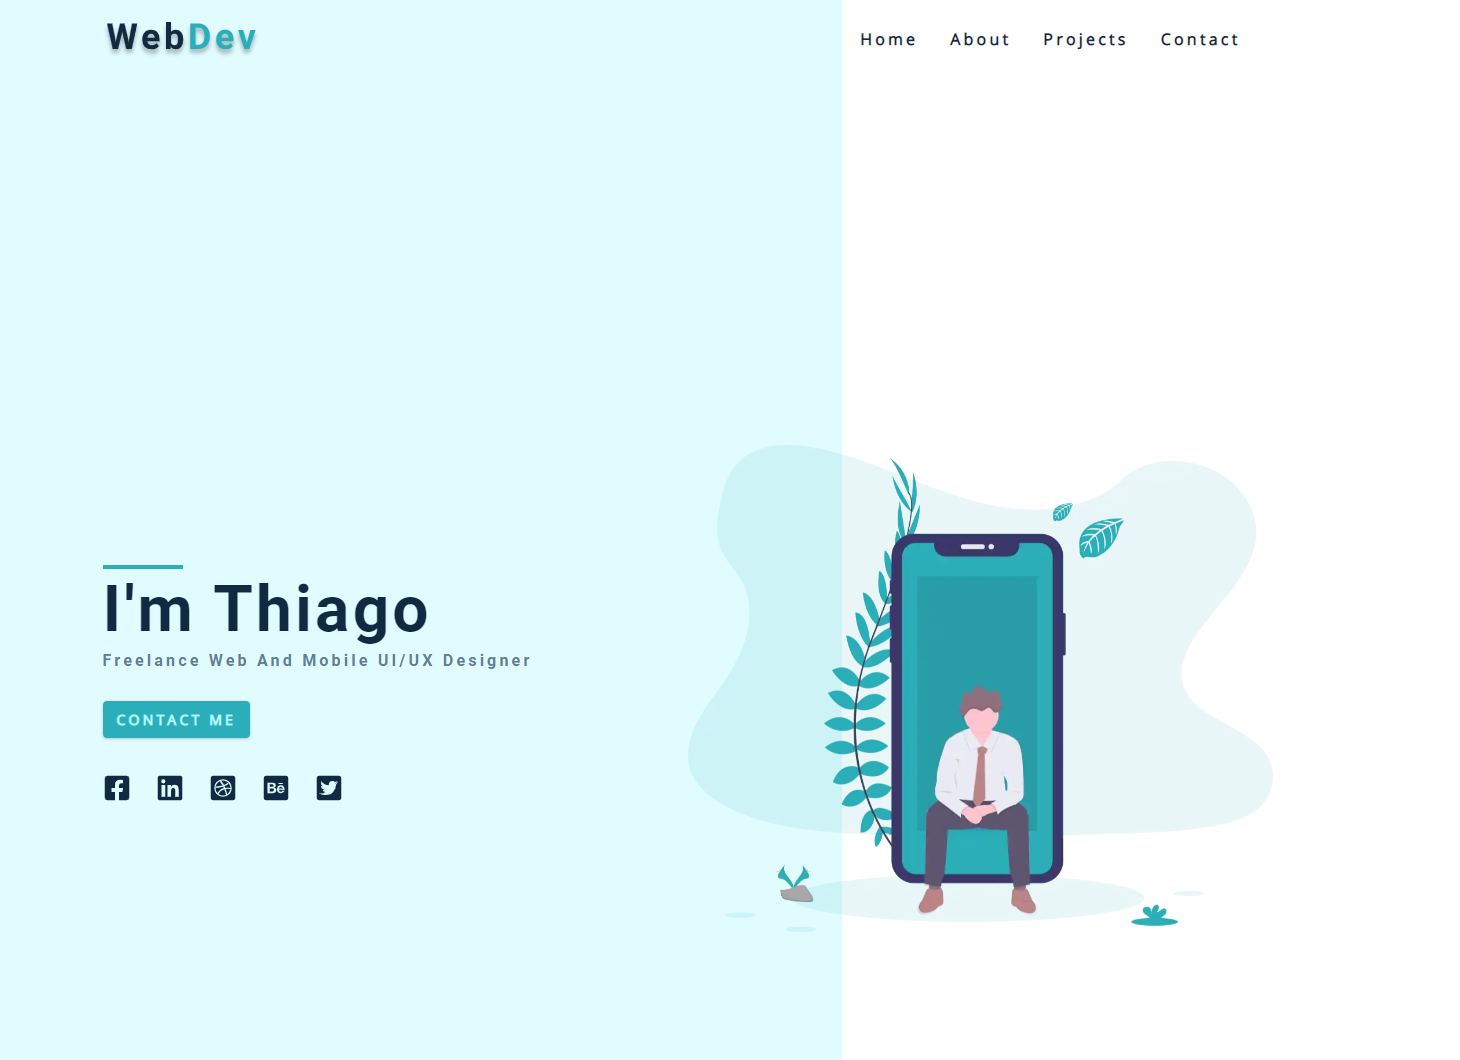 WebDev
Home About Projects Contact
I'm Thiago
Freelance Web And Mobile UI/UX Designer
CONTACT ME
Bē